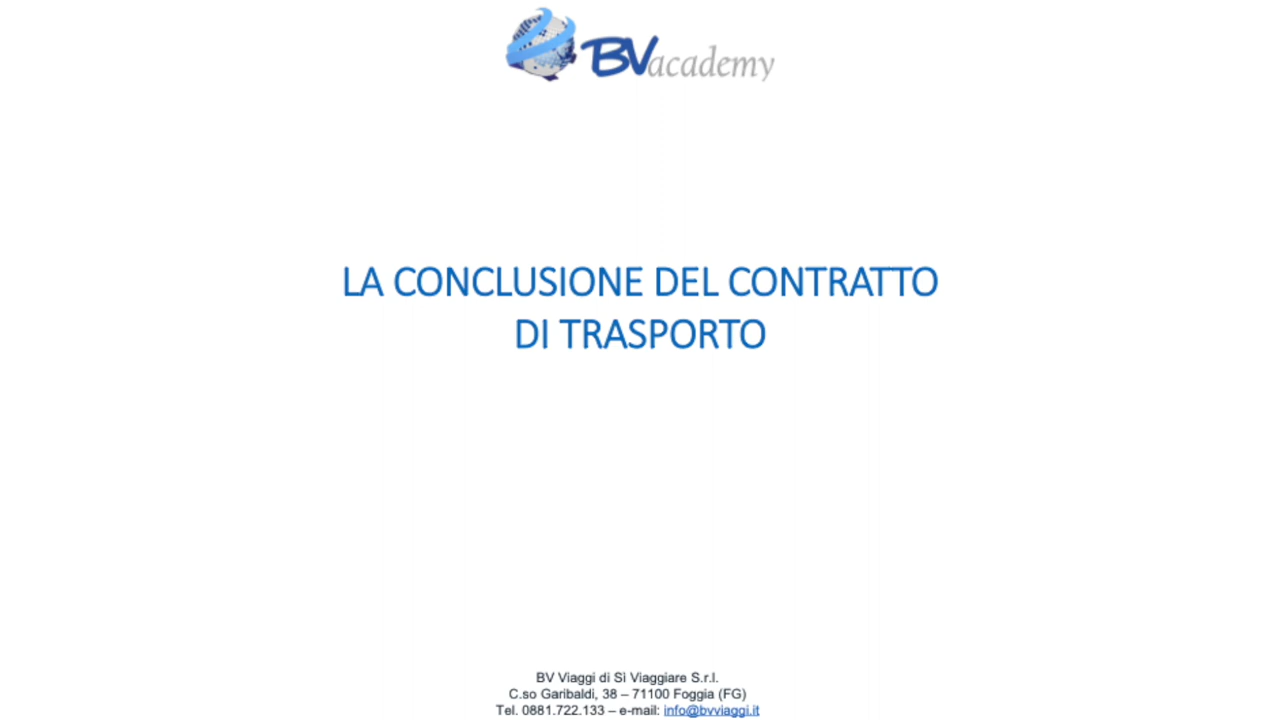 BVacademy
LA CONCLUSIONE DEL CONTRATTO
DI TRASPORTO
BV Viaggi di Sì Viaggiare S.r.l.
C.so Garibaldi, 38 – 71100 Foggia (FG)
Tel. 0881.722.133 – e-mail: info@bvviaggi.it